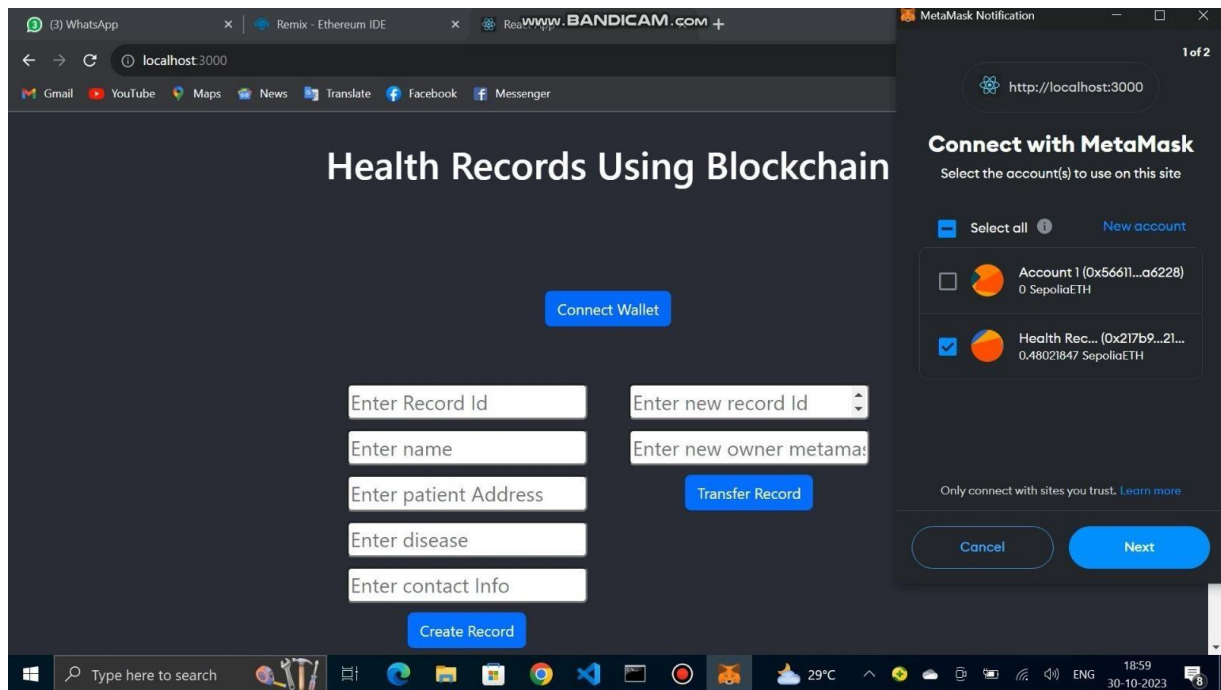 (3) WhatsApp
Remix - Ethereum IDE
www.BANDICAM.com
localhost:3000
Gmail YouTube Maps News Translate Facebook Messenger
Health Records Using Blockchain
Connect Wallet
Enter Record Id
Enter name
Enter patient Address
Enter disease
Enter contact Info
Create Record
Enter new record Id
Enter new owner metamas
Transfer Record
MetaMask Notification
1 of 2
http://localhost:3000
Connect with MetaMask
Select the account(s) to use on this site
Select all New account
Account 1 (0x56611...a6228)
0 SepoliaETH
Health Rec... (0x217b9...21...
0.48021847 SepoliaETH
Only connect with sites you trust. Learn more
Cancel Next
Type here to search
29°C
ENG
18:59
30-10-2023
8